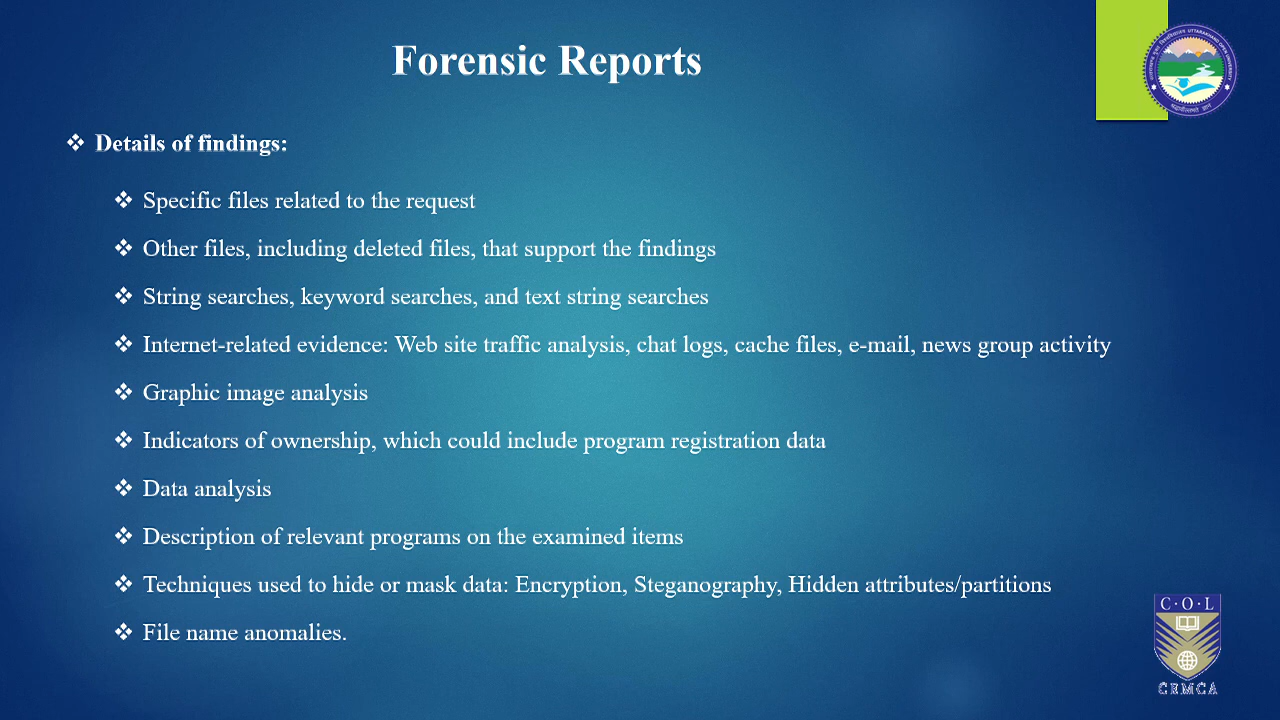 Forensic Reports
UTTARAKHAND OPEN UNIVERSITY
❖ Details of findings:
❖ Specific files related to the request
❖ Other files, including deleted files, that support the findings
❖ String searches, keyword searches, and text string searches
❖ Internet-related evidence: Web site traffic analysis, chat logs, cache files, e-mail, news group activity
❖ Graphic image analysis
❖ Indicators of ownership, which could include program registration data
❖ Data analysis
❖ Description of relevant programs on the examined items
❖ Techniques used to hide or mask data: Encryption, Steganography, Hidden attributes/partitions
❖ File name anomalies.
C·O·L
CEMCA